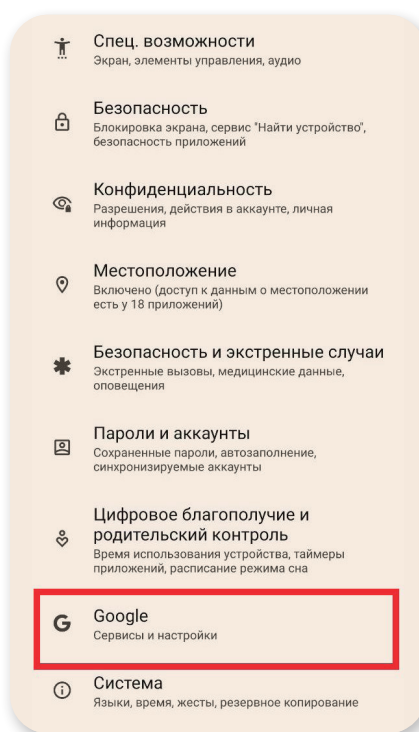 Спец. возможности
Экран, элементы управления, аудио
Безопасность
Блокировка экрана, сервис "Найти устройство",
безопасность приложений
Конфиденциальность
Разрешения, действия в аккаунте, личная
информация
Местоположение
Включено (доступ к данным о местоположении
есть у 18 приложений)
Безопасность и экстренные случаи
Экстренные вызовы, медицинские данные,
оповещения
Пароли и аккаунты
Сохраненные пароли, автозаполнение,
синхронизируемые аккаунты
Цифровое благополучие и
родительский контроль
Время использования устройства, таймеры
приложений, расписание режима сна
Google
Сервисы и настройки
Система
Языки, время, жесты, резервное копирование